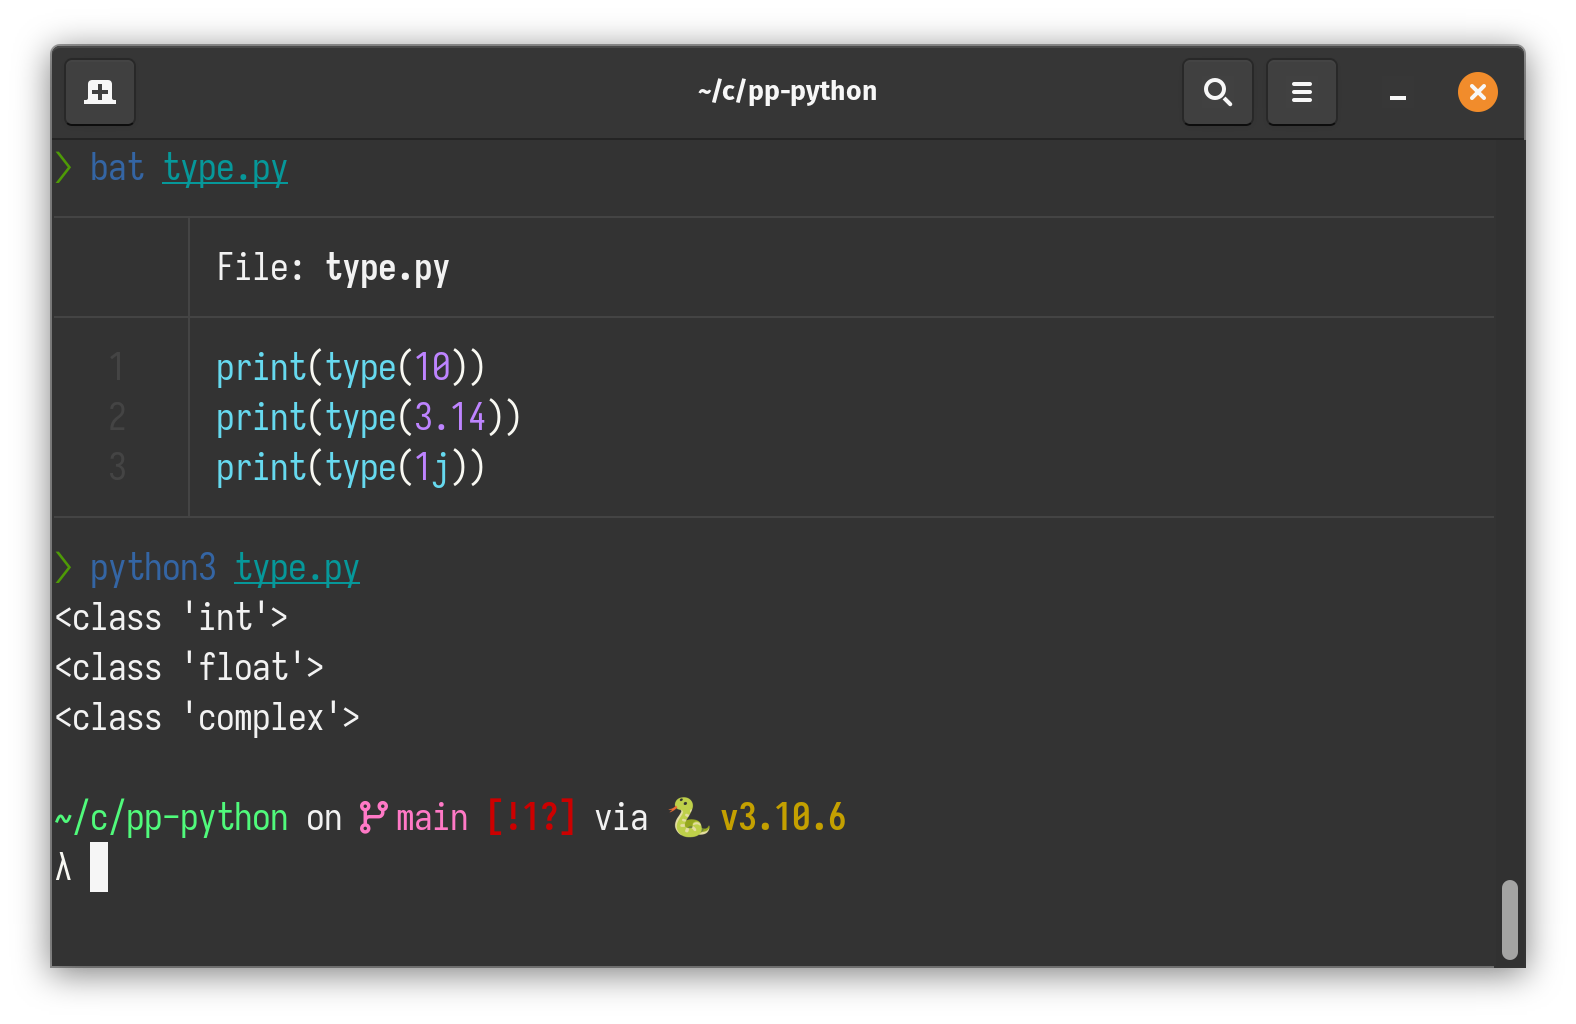 ~/c/pp-python
❯ bat type.py
File: type.py
1 print(type(10))
2 print(type(3.14))
3 print(type(1j))
❯ python3 type.py
<class 'int'>
<class 'float'>
<class 'complex'>
~/c/pp-python on main [!1?] via 🐍 v3.10.6
λ